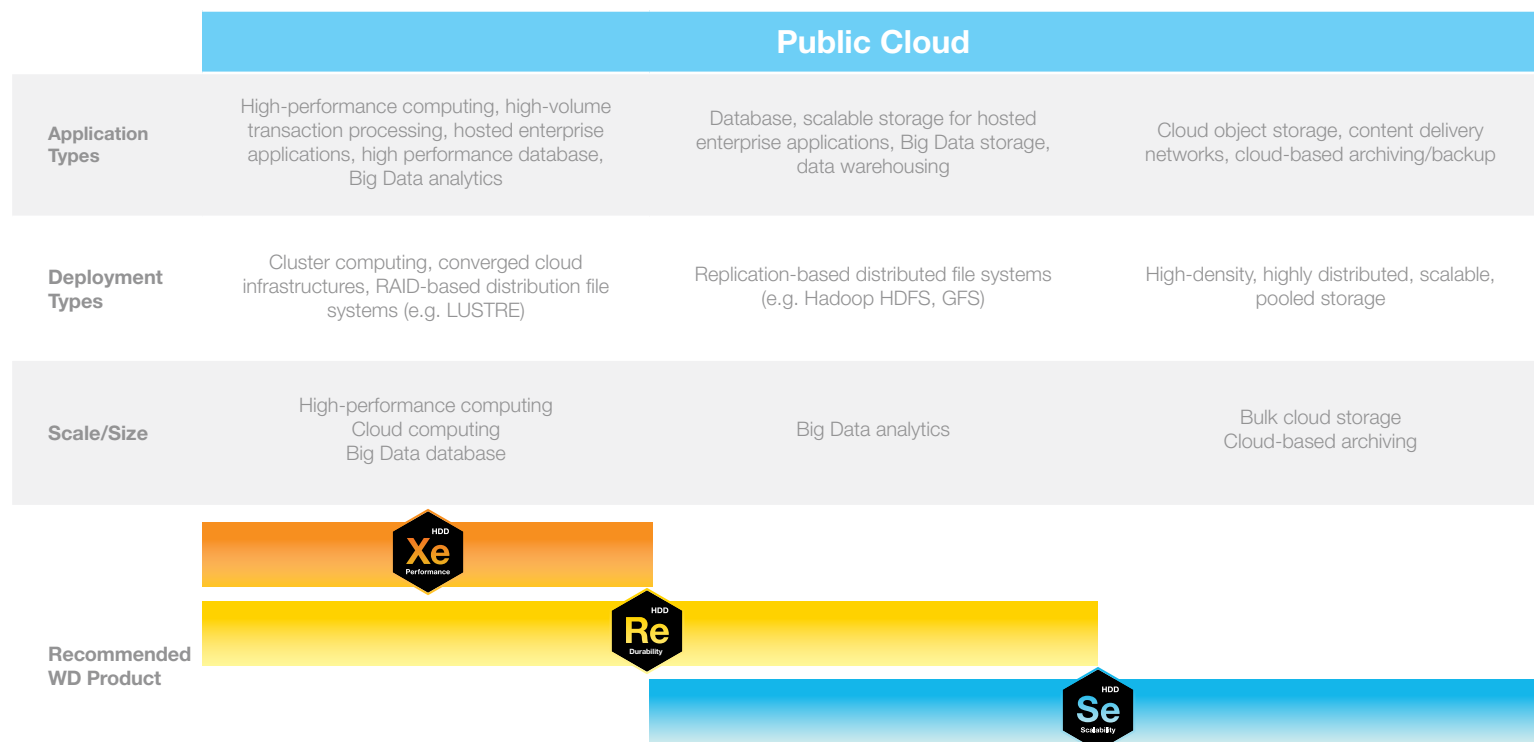 Public Cloud
Application
Types
High-performance computing, high-volume
transaction processing, hosted enterprise
applications, high performance database,
Big Data analytics
Database, scalable storage for hosted
enterprise applications, Big Data storage,
data warehousing
Cloud object storage, content delivery
networks, cloud-based archiving/backup
Deployment
Types
Cluster computing, converged cloud
infrastructures, RAID-based distribution file
systems (e.g. LUSTRE)
Replication-based distributed file systems
(e.g. Hadoop HDFS, GFS)
High-density, highly distributed, scalable,
pooled storage
Scale/Size
High-performance computing
Cloud computing
Big Data database
Big Data analytics
Bulk cloud storage
Cloud-based archiving
Recommended
WD Product
HDD
Xe
Performance
HDD
Re
Durability
HDD
Se
Scalability